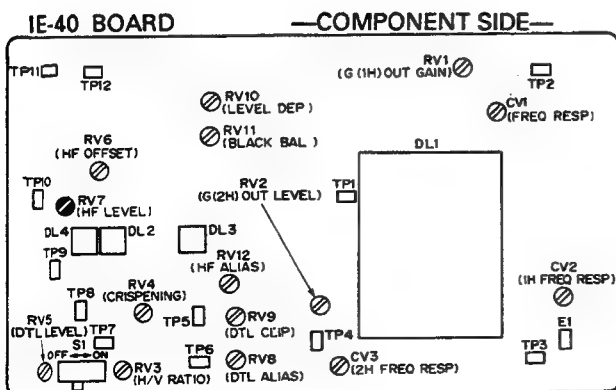 IE-40 BOARD
—COMPONENT SIDE—
TP11
TP12
RV1
(G(1H)OUT GAIN)
TP2
RV10
(LEVEL DEP)
CV1
(FREQ RESP)
RV11
(BLACK BAL)
RV6
(HF OFFSET)
DL1
TP10
RV7
(HF LEVEL)
RV2
(G(2H)OUT LEVEL)
TP1
DL4
DL2
DL3
TP9
RV12
(HF ALIAS)
CV2
(1H FREQ RESP)
RV4
(CRISPENING)
TP8
TP5
RV9
(DTL CLIP)
RV5
(DTL LEVEL)
TP7
S1
OFF↔ON
TP6
TP4
E1
TP3
RV3
(H/V RATIO)
RV8
(DTL ALIAS)
CV3
(2H FREQ RESP)